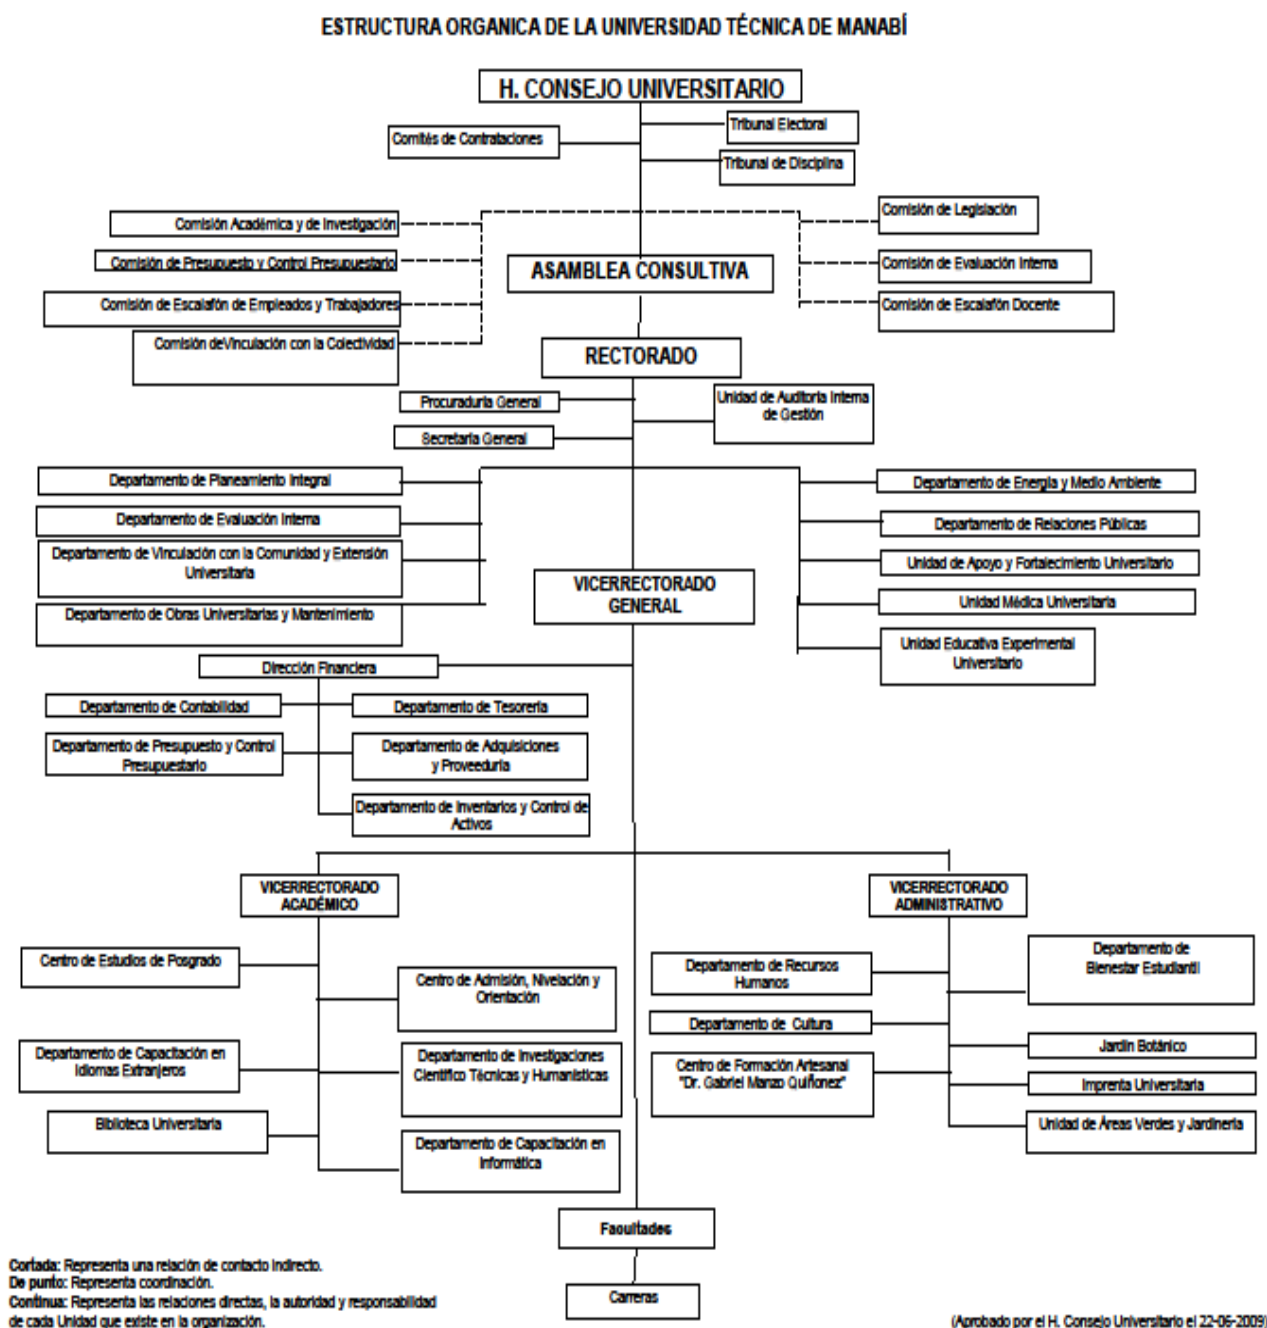 ESTRUCTURA ORGANICA DE LA UNIVERSIDAD TÉCNICA DE MANABÍ
H. CONSEJO UNIVERSITARIO
Tribunal Electoral
Comités de Contrataciones
Tribunal de Disciplina
Comisión Académica y de Investigación
Comisión de Legislación
Comisión de Presupuesto y Control Presupuestario
ASAMBLEA CONSULTIVA
Comisión de Evaluación Interna
Comisión de Escalafón de Empleados y Trabajadores
Comisión de Escalafón Docente
Comisión deVinculación con la Colectividad
RECTORADO
Procuraduría General
Unidad de Auditoría Interna
de Gestión
Secretaría General
Departamento de Planeamiento Integral
Departamento de Energía y Medio Ambiente
Departamento de Evaluación Interna
Departamento de Relaciones Públicas
Departamento de Vinculación con la Comunidad y Extensión
Universitaria
Unidad de Apoyo y Fortalecimiento Universitario
VICERRECTORADO
GENERAL
Departamento de Obras Universitarias y Mantenimiento
Unidad Médica Universitaria
Unidad Educativa Experimental
Universitario
Dirección Financiera
Departamento de Contabilidad
Departamento de Tesorería
Departamento de Presupuesto y Control
Presupuestario
Departamento de Adquisiciones
y Proveeduría
Departamento de Inventarios y Control de
Activos
VICERRECTORADO
ACADÉMICO
VICERRECTORADO
ADMINISTRATIVO
Centro de Estudios de Posgrado
Centro de Admisión, Nivelación y
Orientación
Departamento de Recursos
Humanos
Departamento de
Bienestar Estudiantil
Departamento de Cultura
Departamento de Capacitación en
Idiomas Extranjeros
Departamento de Investigaciones
Científico Técnicas y Humanísticas
Centro de Formación Artesanal
"Dr. Gabriel Manzo Quiñonez"
Jardín Botánico
Imprenta Universitaria
Biblioteca Universitaria
Departamento de Capacitación en
Informática
Unidad de Áreas Verdes y Jardinería
Facultades
Carreras
Cortada: Representa una relación de contacto indirecto.
De punto: Representa coordinación.
Continua: Representa las relaciones directas, la autoridad y responsabilidad
de cada Unidad que existe en la organización.
(Aprobado por el H. Consejo Universitario el 22-06-2009)